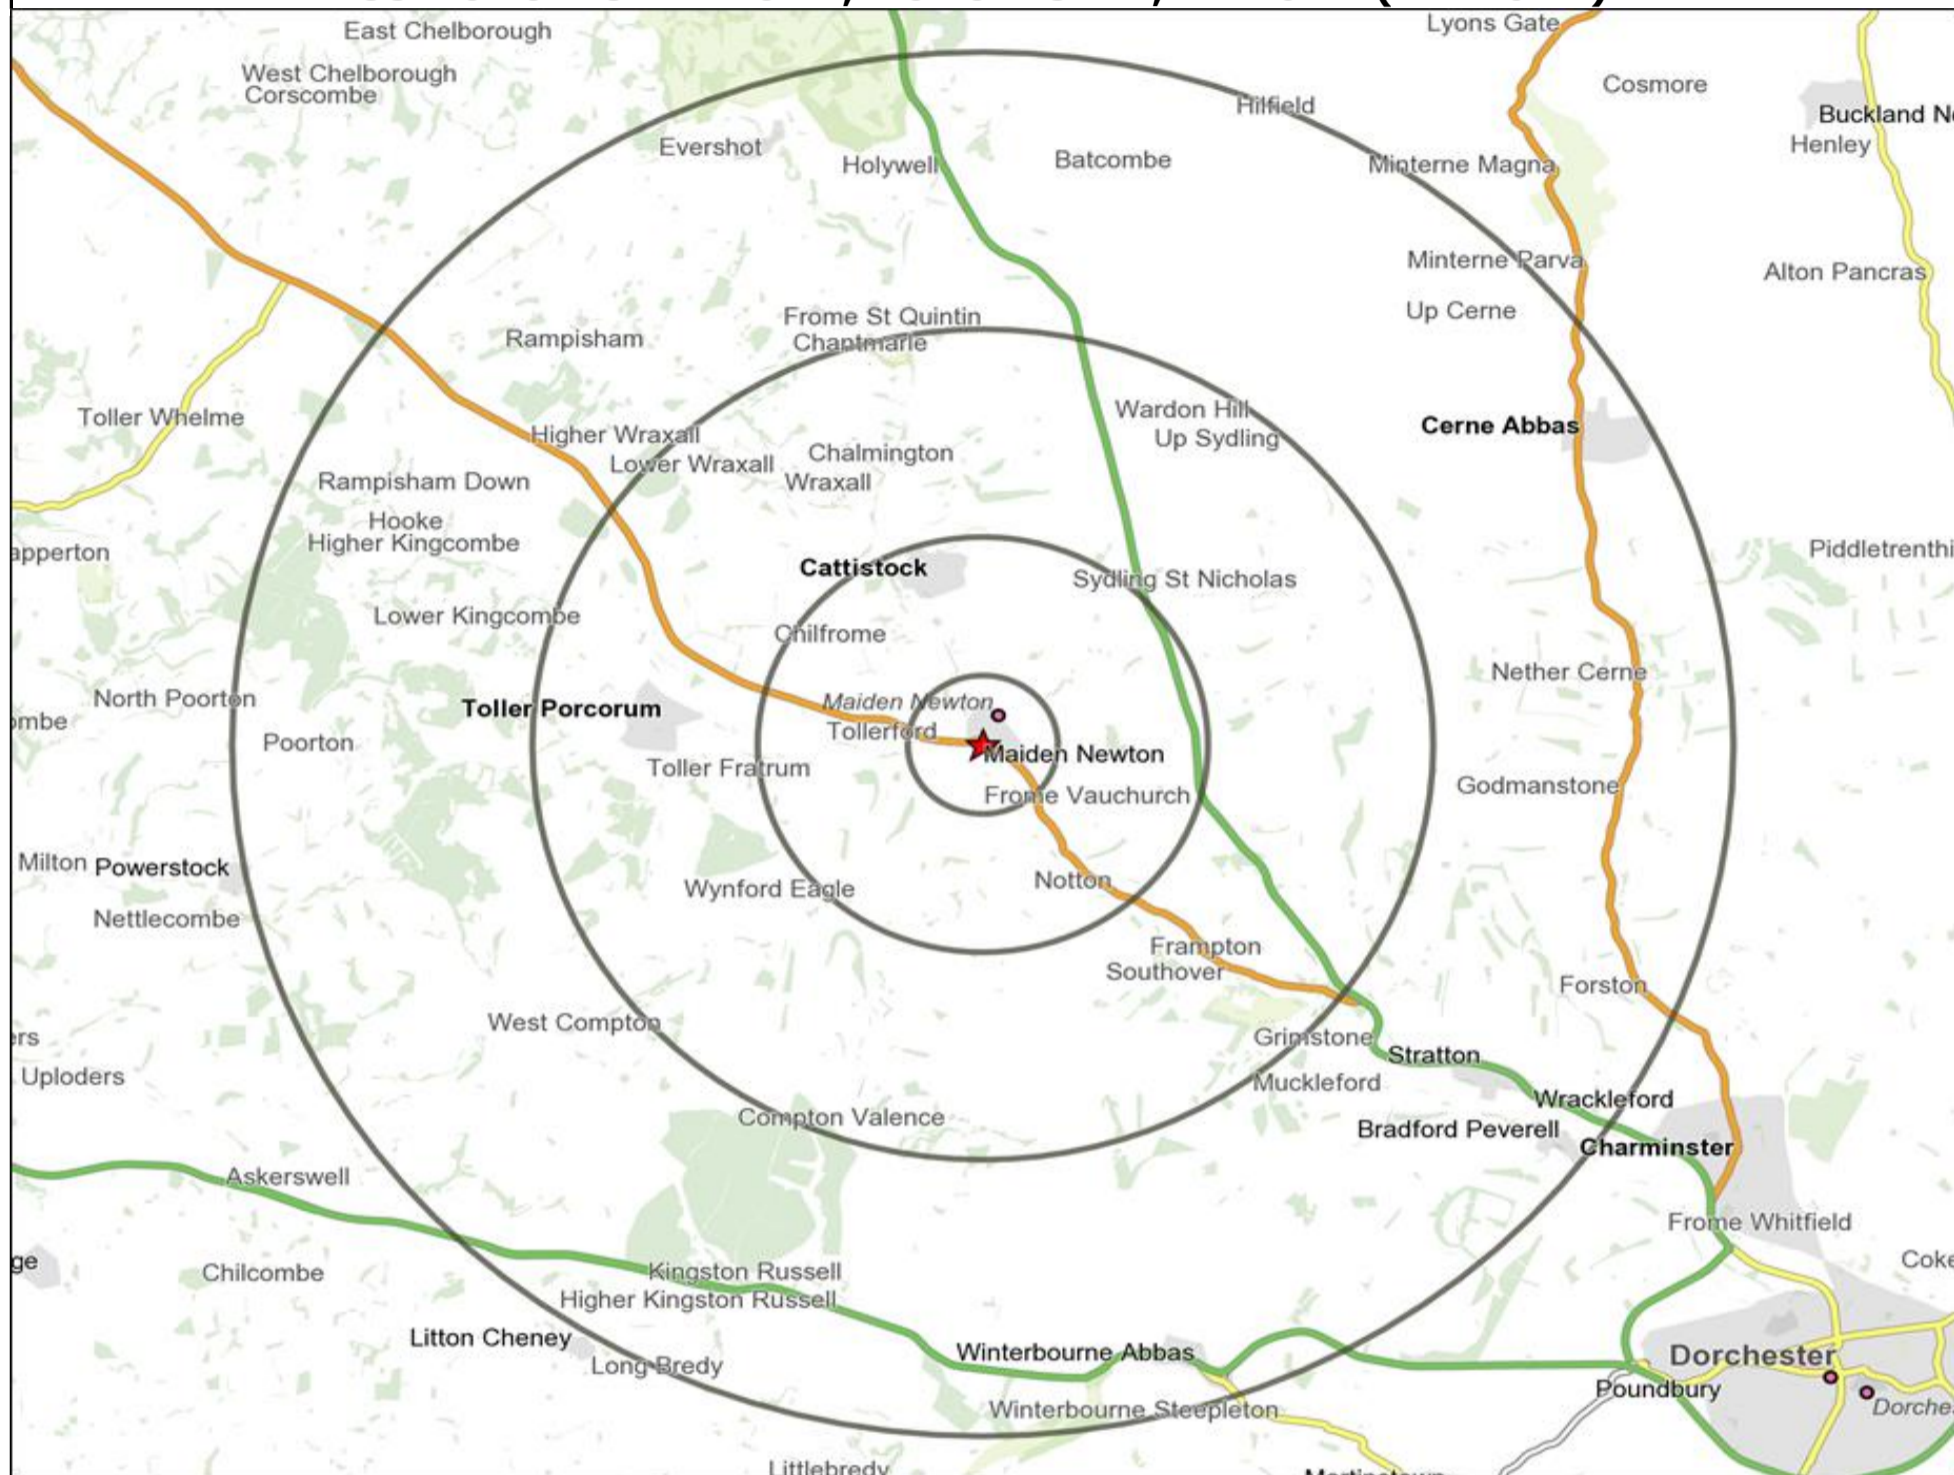 East Chelborough
Lyons Gate
West Chelborough
Corscombe
Cosmore
Hilfield
Buckland Ne
Evershot
Henley
Holywell
Batcombe
Minterne Magna
Minterne Parva
Alton Pancras
Up Cerne
Frome St Quintin
Rampisham
Chantmarle
Toller Whelme
Wardon Hill
Cerne Abbas
Higher Wraxall
Up Sydling
Chalmington
Lower Wraxall
Rampisham Down
Wraxall
Hooke
Higher Kingcombe
apperton
Piddletrenthi
Cattistock
Sydling St Nicholas
Lower Kingcombe
Chilfrome
Nether Cerne
North Poorton
Maiden Newton
Toller Porcorum
ombe
Tollerford
Poorton
Maiden Newton
Toller Fratrum
Godmanstone
Frome Vauchurch
Milton
Powerstock
Notton
Wynford Eagle
Nettlecombe
Frampton
Southover
Forston
West Compton
ers
Grimstone
Stratton
Uploders
Muckleford
Wrackleford
Compton Valence
Bradford Peverell
Charminster
Askerswell
Frome Whitfield
ge
Coke
Chilcombe
Kingston Russell
Higher Kingston Russell
Litton Cheney
Winterbourne Abbas
Dorchester
Long Bredy
Poundbury
Winterbourne Steepleton
Dorche
Littlebredy